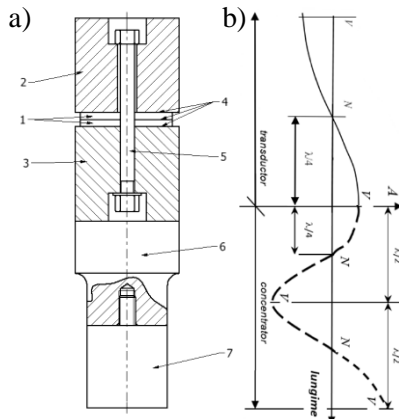 a)
b)
2
1
3
4
5
6
7
V
N
λ/4
transductor
V
A
λ/4
N
λ/2
V
concentrator
N
λ/2
lungime
V